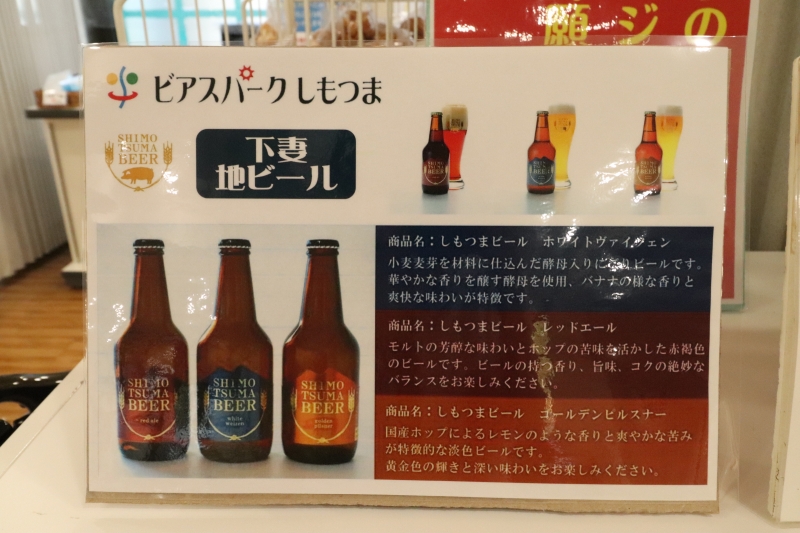 願 ジ の
ビアスパークしもつま
SHIMO
TSUMA
BEER
下妻
地ビール
SHIMO
TSUMA
BEER
red ale
SHIMO
TSUMA
BEER
white
weizen
SHIMO
TSUMA
BEER
golden
pilsner
商品名：しもつまビール　ホワイトヴァイツェン
小麦麦芽を材料に仕込んだ酵母入りにごりビールです。
華やかな香りを醸す酵母を使用、バナナの様な香りと
爽快な味わいが特徴です。
商品名：しもつまビール　レッドエール
モルトの芳醇な味わいとホップの苦味を活かした赤褐色
のビールです。ビールの持つ香り、旨味、コクの絶妙な
バランスをお楽しみください。
商品名：しもつまビール　ゴールデンピルスナー
国産ホップによるレモンのような香りと爽やかな苦み
が特徴的な淡色ビールです。
黄金色の輝きと深い味わいをお楽しみください。